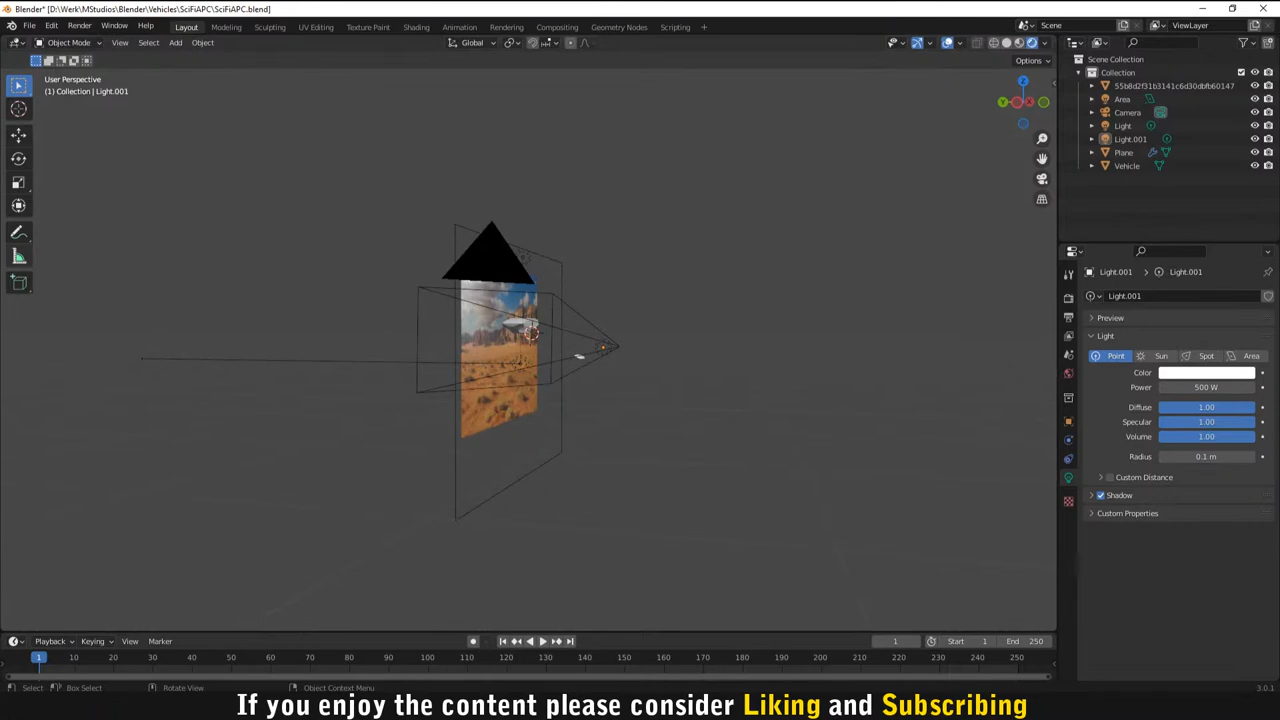 Blender* [D:\Werk\MStudios\Blender\Vehicles\SciFiAPC\SciFiAPC.blend]
File Edit Render Window Help Layout Modeling Sculpting UV Editing Texture Paint Shading Animation Rendering Compositing Geometry Nodes Scripting + Scene ViewLayer
Object Mode View Select Add Object Global
Options
User Perspective
(1) Collection | Light.001
Y
X
Z
Scene Collection
Collection
55b8d2f31b3141c6d30dbfb60147
Area
Camera
Light
Light.001
Plane
Vehicle
Light.001 > Light.001
Light.001
Preview
Light
Point Sun Spot Area
Color
Power 500 W
Diffuse 1.00
Specular 1.00
Volume 1.00
Radius 0.1 m
Custom Distance
Shadow
Custom Properties
Playback Keying View Marker 1 Start 1 End 250
1 10 20 30 40 50 60 70 80 90 100 110 120 130 140 150 160 170 180 190 200 210 220 230 240 250
Select Box Select Rotate View Object Context Menu 3.0.1
If you enjoy the content please consider Liking and Subscribing